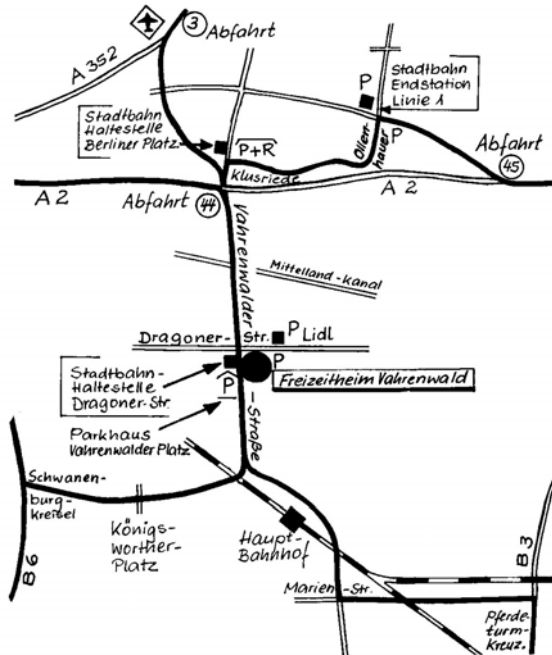 3 Abfahrt
A 352
Stadtbahn
Haltestelle
Berliner Platz
P+R
P
Stadtbahn
Endstation
Linie 1
P
Ollen-
hauer
Klusriede
Abfahrt
45
A 2
A 2
Abfahrt 44
Vahrenwalder
-Straße
Mittelland-Kanal
Dragoner-Str.
P Lidl
P
Freizeitheim Vahrenwald
Stadtbahn-
Haltestelle
Dragoner-Str.
P
Parkhaus
Vahrenwalder Platz
Schwanen-
burg-
kreisel
Königs-
worther-
Platz
Haupt-
Bahnhof
B 6
B 3
Marien-Str.
Pferde-
turm-
Kreuz.